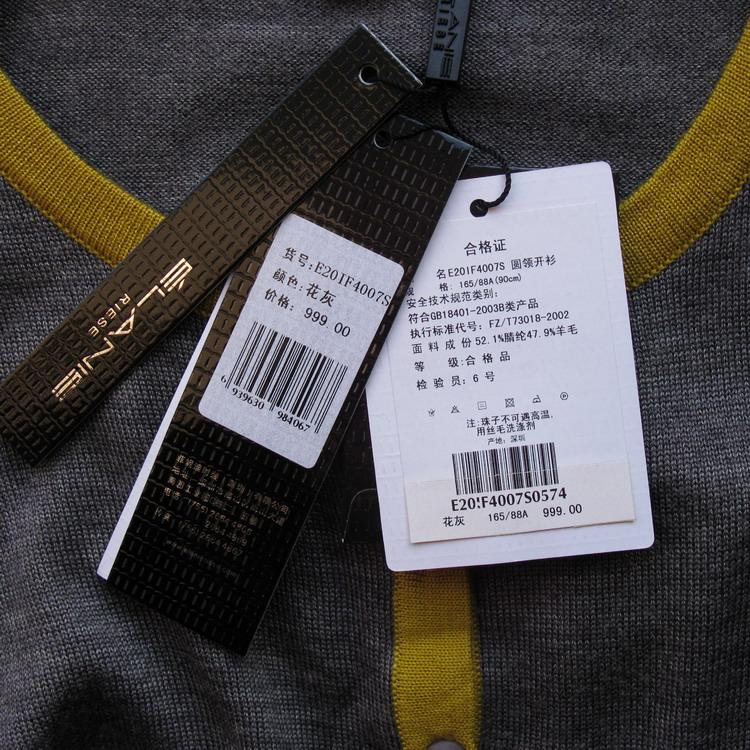 E'LANIE
RIESE
货号:E20IF4007S
颜色:花灰
价格: 999.00
6 939630 984067
合格证
名E20IF4007S 圆领开衫
格: 165/88A(90cm)
安全技术规范类别:
符合GB18401-2003B类产品
执行标准代号: FZ/T73018-2002
面料成份52.1%腈纶47.9%羊毛
等 级:合格品
检验员:6号
注:珠子不可遇高温,
用丝毛洗涤剂
产地:深圳
E20IF4007S0574
花灰 165/88A 999.00